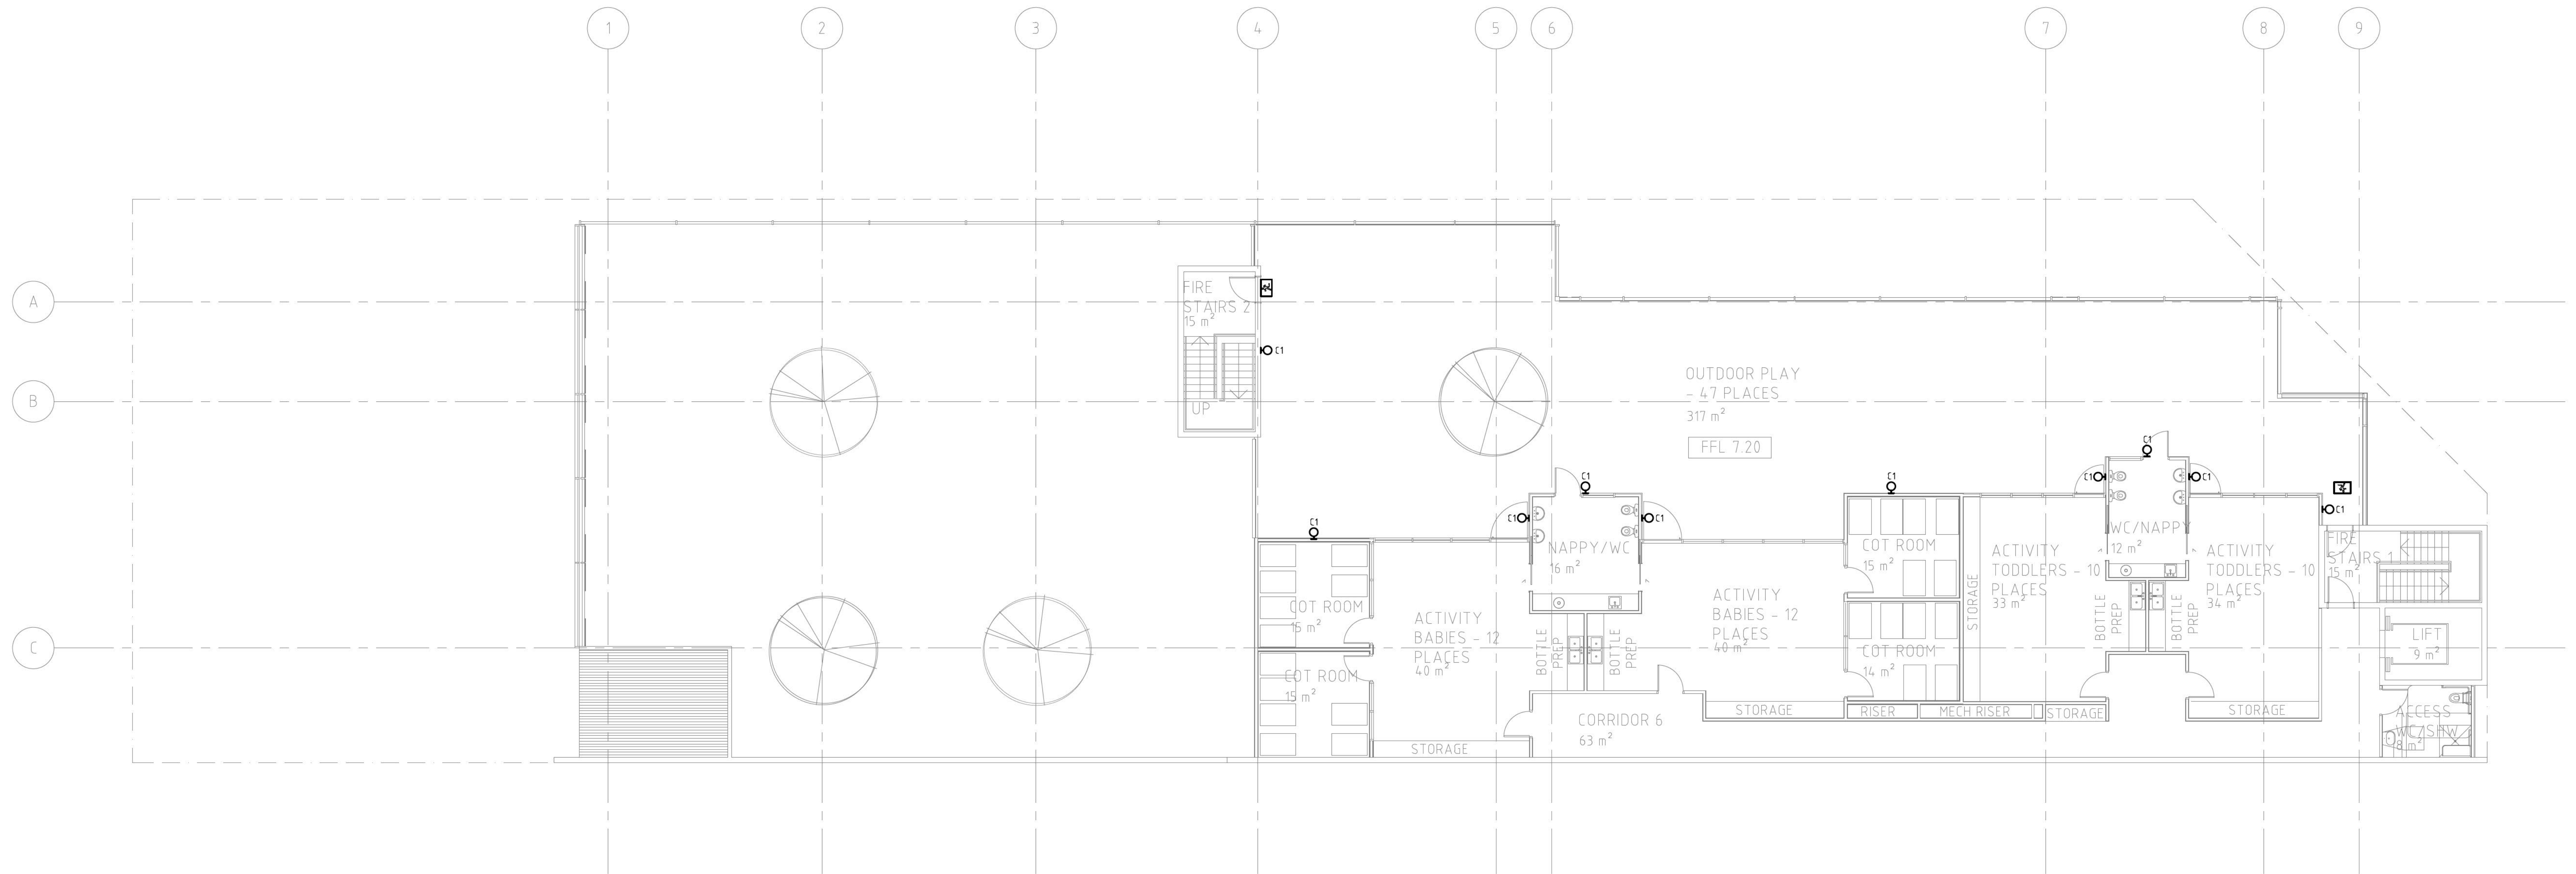 1
2
3
4
5
6
7
8
9
A
B
C
FIRE
STAIRS 2
15 m²
UP
C1
OUTDOOR PLAY
- 47 PLACES
317 m²
FFL 7.20
C1
C1
C1
C1
C1
C1
C1
C1
C1
NAPPY/WC
16 m²
WC/NAPPY
12 m²
FIRE
STAIRS 1
15 m²
COT ROOM
15 m²
COT ROOM
15 m²
ACTIVITY
BABIES - 12
PLACES
40 m²
BOTTLE
PREP
BOTTLE
PREP
ACTIVITY
BABIES - 12
PLACES
40 m²
COT ROOM
15 m²
COT ROOM
14 m²
STORAGE
ACTIVITY
TODDLERS - 10
PLACES
33 m²
BOTTLE
PREP
BOTTLE
PREP
ACTIVITY
TODDLERS - 10
PLACES
34 m²
LIFT
9 m²
STORAGE
CORRIDOR 6
63 m²
STORAGE
RISER
MECH RISER
STORAGE
STORAGE
ACCESS
WC/SHW
8 m²